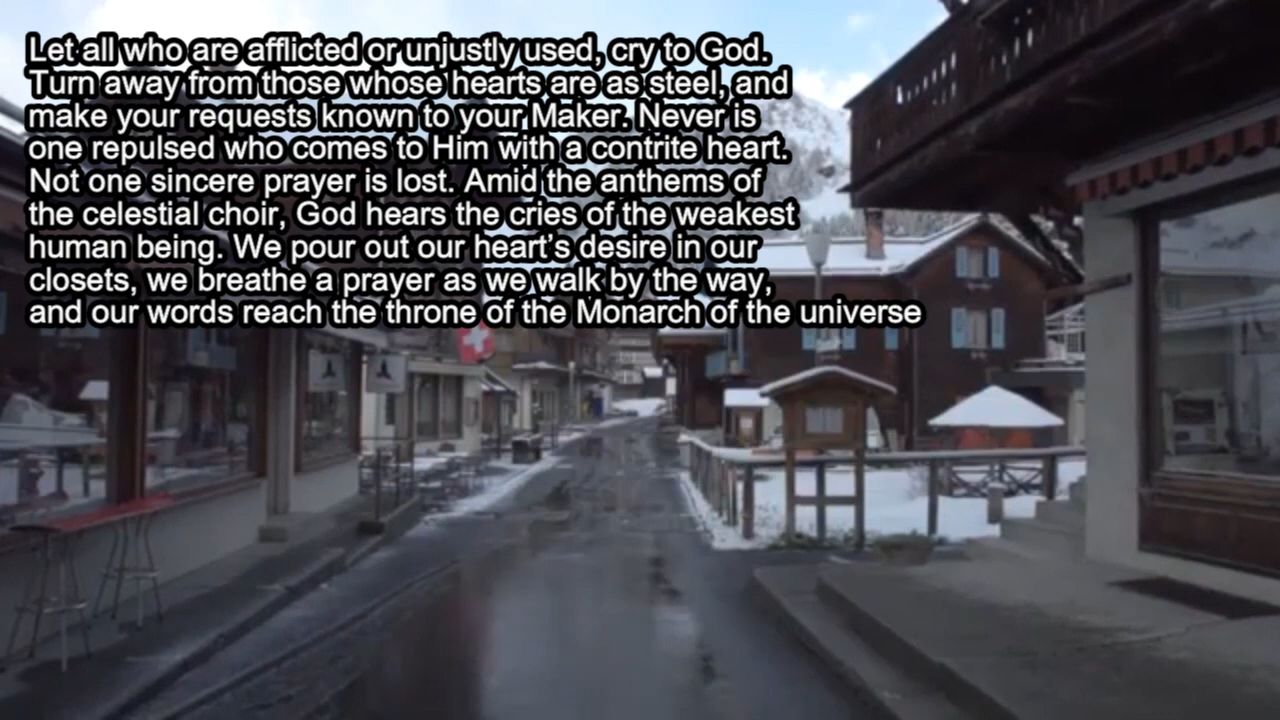 Let all who are afflicted or unjustly used, cry to God.
Turn away from those whose hearts are as steel, and
make your requests known to your Maker. Never is
one repulsed who comes to Him with a contrite heart.
Not one sincere prayer is lost. Amid the anthems of
the celestial choir, God hears the cries of the weakest
human being. We pour out our heart’s desire in our
closets, we breathe a prayer as we walk by the way,
and our words reach the throne of the Monarch of the universe